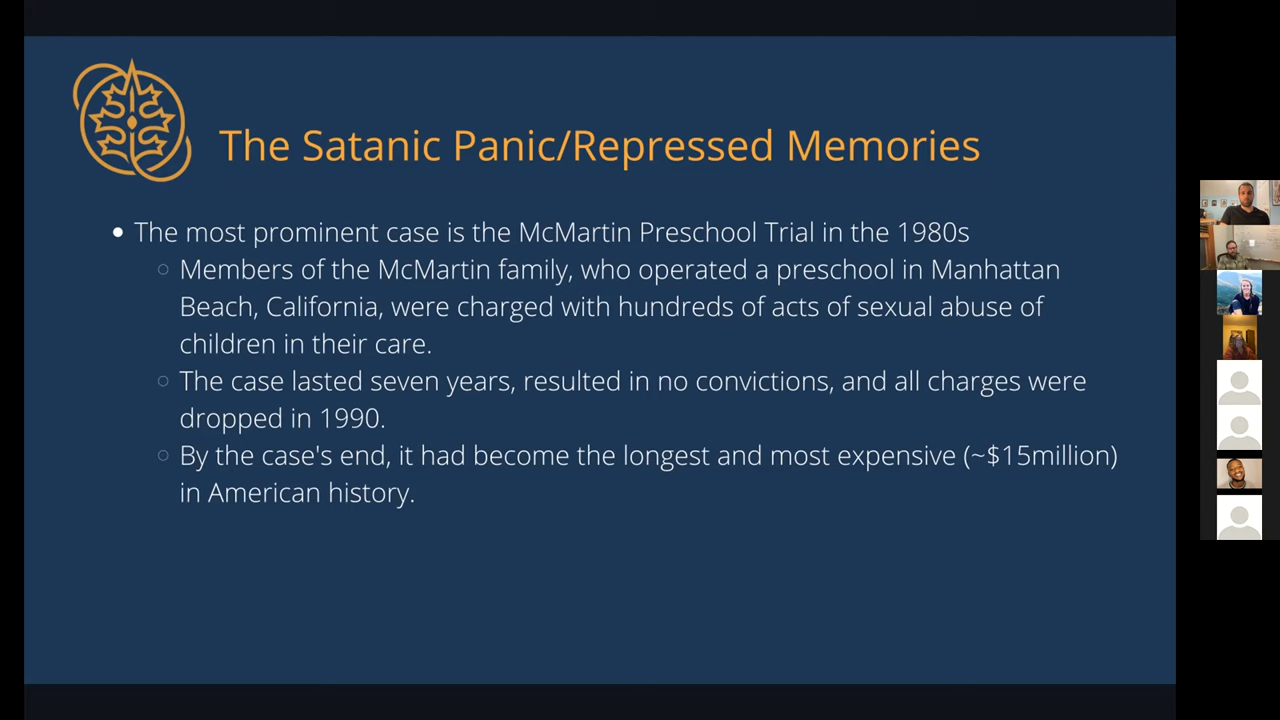 The Satanic Panic/Repressed Memories
The most prominent case is the McMartin Preschool Trial in the 1980s
Members of the McMartin family, who operated a preschool in Manhattan
Beach, California, were charged with hundreds of acts of sexual abuse of
children in their care.
The case lasted seven years, resulted in no convictions, and all charges were
dropped in 1990.
By the case's end, it had become the longest and most expensive (~$15million)
in American history.